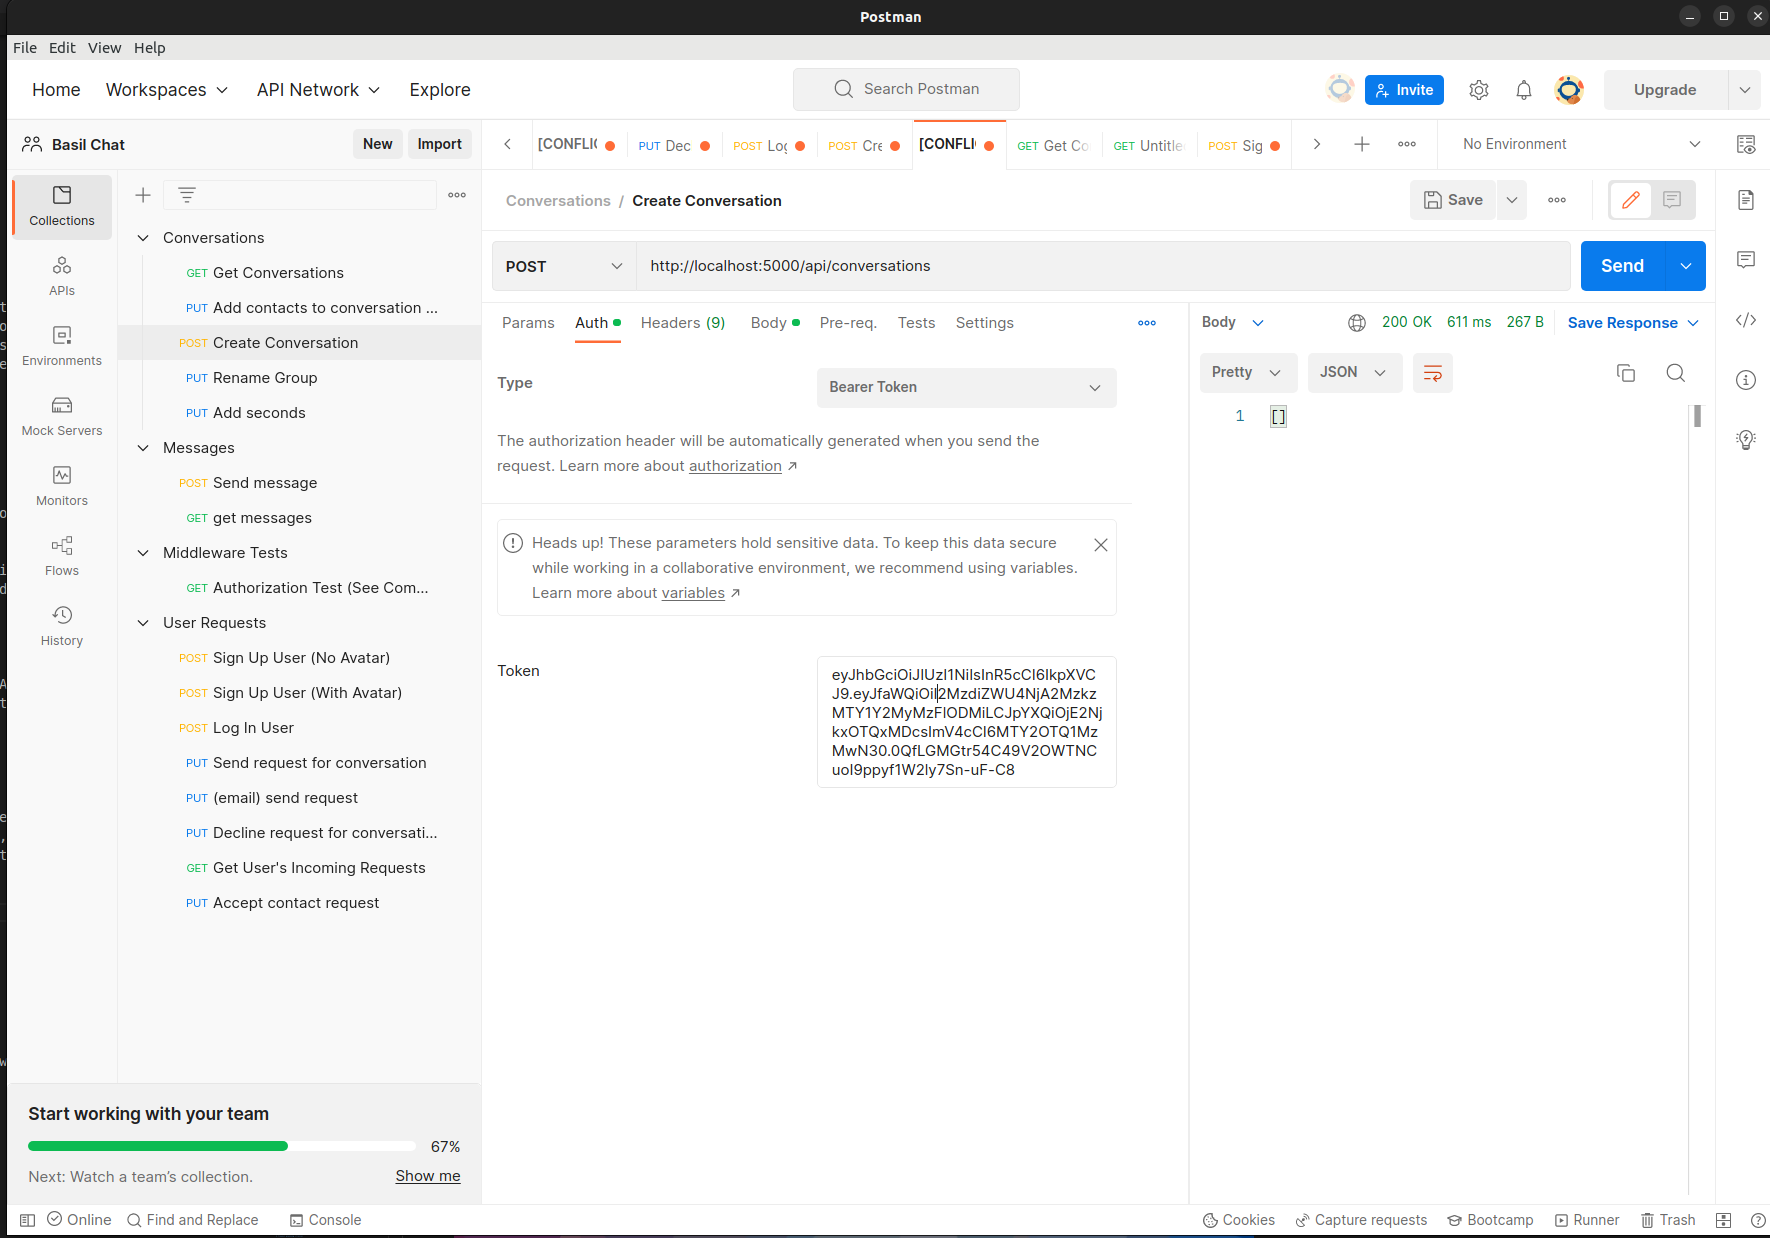 Postman
File Edit View Help
Home Workspaces API Network Explore
Search Postman
Invite
Upgrade
Basil Chat
New Import
[CONFLIC
PUT Dec
POST Log
POST Cre
[CONFLI
GET Get Co
GET Untitle
POST Sig
No Environment
Collections
APIs
Environments
Mock Servers
Monitors
Flows
History
Conversations
GET Get Conversations
PUT Add contacts to conversation ...
POST Create Conversation
PUT Rename Group
PUT Add seconds
Messages
POST Send message
GET get messages
Middleware Tests
GET Authorization Test (See Com...
User Requests
POST Sign Up User (No Avatar)
POST Sign Up User (With Avatar)
POST Log In User
PUT Send request for conversation
PUT (email) send request
PUT Decline request for conversati...
GET Get User's Incoming Requests
PUT Accept contact request
Start working with your team
67%
Next: Watch a team's collection.
Show me
Conversations / Create Conversation
Save
POST
http://localhost:5000/api/conversations
Send
Params Auth Headers (9) Body Pre-req. Tests Settings
Type
Bearer Token
The authorization header will be automatically generated when you send the
request. Learn more about authorization ↗
Heads up! These parameters hold sensitive data. To keep this data secure
while working in a collaborative environment, we recommend using variables.
Learn more about variables ↗
Token
eyJhbGciOiJIUzI1NiIsInR5cCI6IkpXVC
J9.eyJfaWQiOiI2MzdiZWU4NjA2Mzkz
MTY1Y2MyMzFlODMiLCJpYXQiOjE2Nj
kxOTQxMDcsImV4cCI6MTY2OTQ1Mz
MwN30.0QfLGMGtr54C49V2OWTNC
uoI9ppyf1W2ly7Sn-uF-C8
Body
200 OK 611 ms 267 B
Save Response
Pretty
JSON
1 []
Online
Find and Replace
Console
Cookies
Capture requests
Bootcamp
Runner
Trash